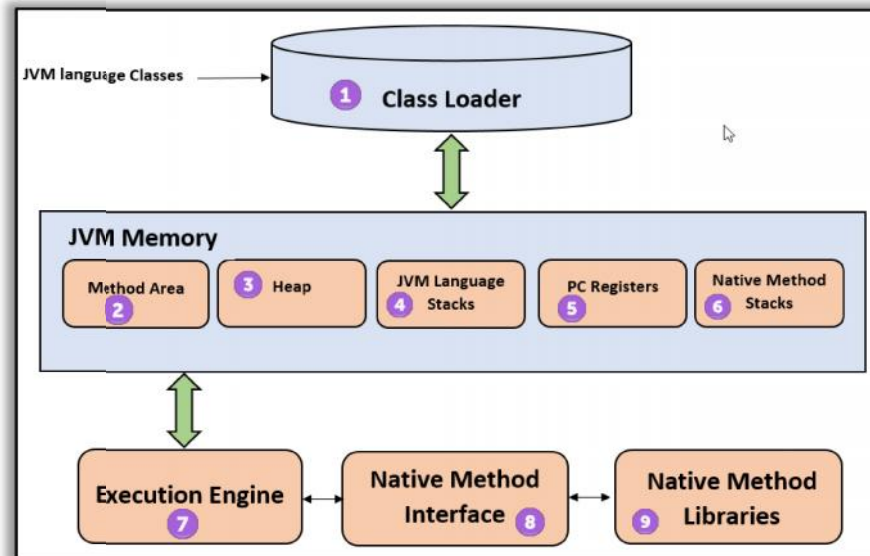 JVM language Classes
1 Class Loader
JVM Memory
Method Area
2
3 Heap
JVM Language
4 Stacks
PC Registers
5
Native Method
6 Stacks
Execution Engine
7
Native Method
Interface 8
Native Method
9 Libraries